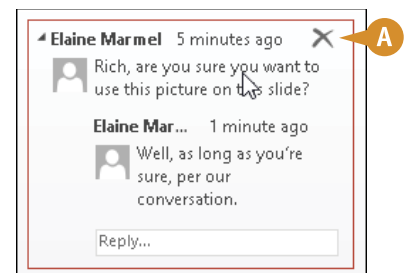 Elaine Marmel 5 minutes ago
A
Rich, are you sure you want to
use this picture on this slide?
Elaine Mar... 1 minute ago
Well, as long as you're
sure, per our
conversation.
Reply...